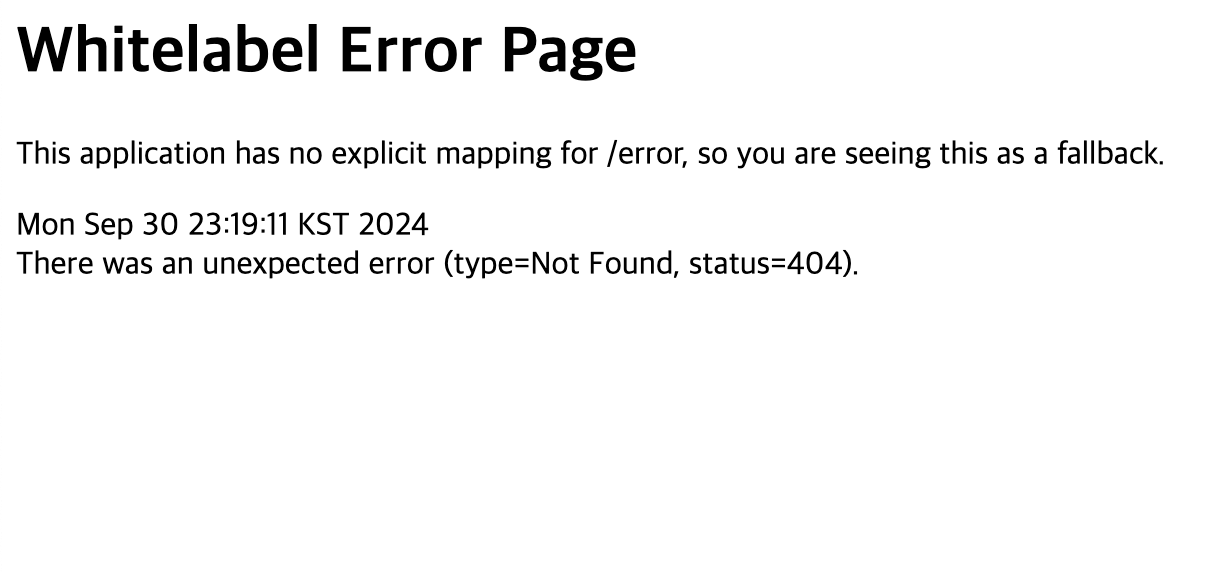 Whitelabel Error Page
This application has no explicit mapping for /error, so you are seeing this as a fallback.
Mon Sep 30 23:19:11 KST 2024
There was an unexpected error (type=Not Found, status=404).